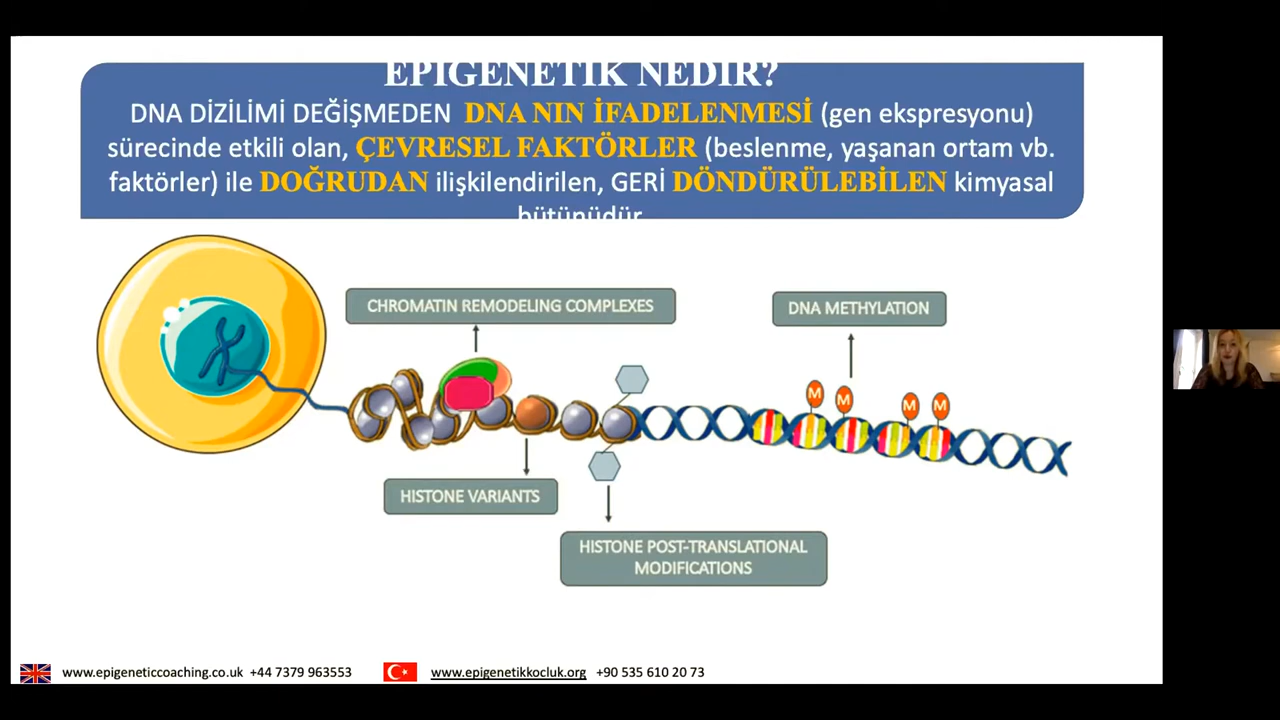 EPİGENETİK NEDİR?
DNA DİZİLİMİ DEĞİŞMEDEN DNA NIN İFADELENMESİ (gen ekspresyonu)
sürecinde etkili olan, ÇEVRESEL FAKTÖRLER (beslenme, yaşanan ortam vb.
faktörler) ile DOĞRUDAN ilişkilendirilen, GERİ DÖNDÜRÜLEBİLEN kimyasal
bütünüdür
CHROMATIN REMODELING COMPLEXES
DNA METHYLATION
M M M M
HISTONE VARIANTS
HISTONE POST-TRANSLATIONAL
MODIFICATIONS
www.epigeneticcoaching.co.uk +44 7379 963553 www.epigenetikkocluk.org +90 535 610 20 73